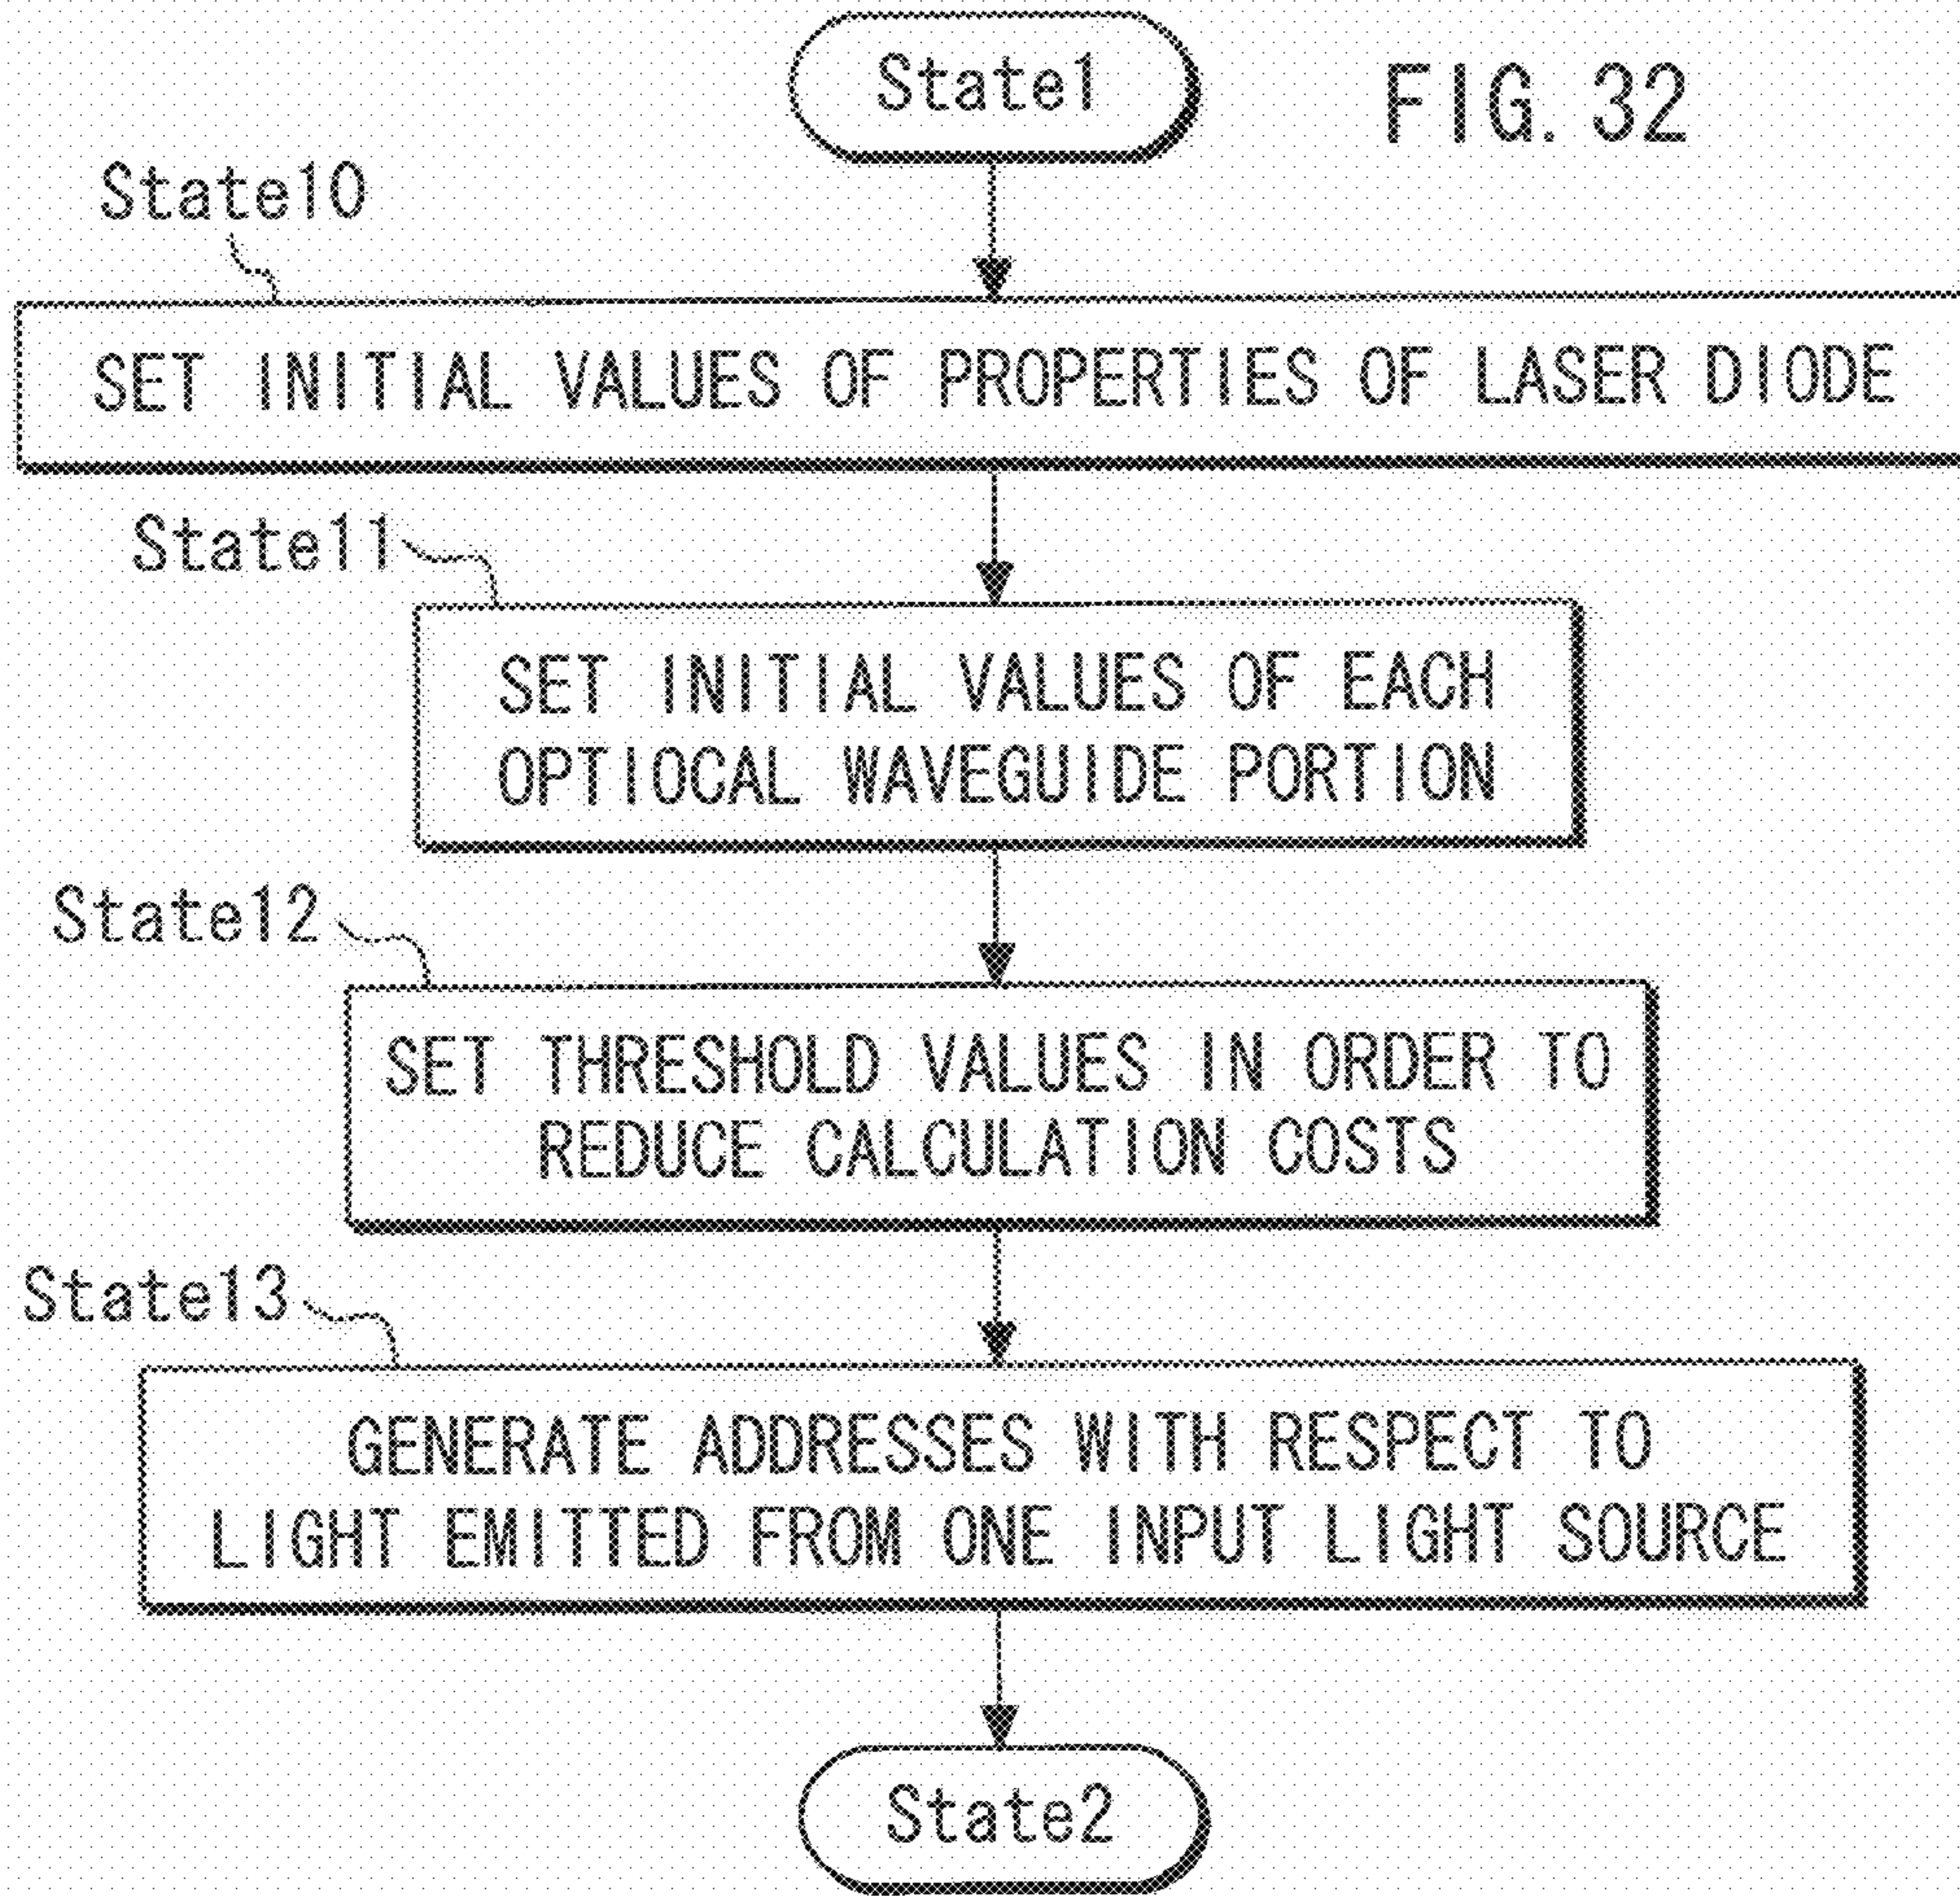 State1
FIG. 32
State10
SET INITIAL VALUES OF PROPERTIES OF LASER DIODE
State11
SET INITIAL VALUES OF EACH
OPTIOCAL WAVEGUIDE PORTION
State12
SET THRESHOLD VALUES IN ORDER TO
REDUCE CALCULATION COSTS
State13
GENERATE ADDRESSES WITH RESPECT TO
LIGHT EMITTED FROM ONE INPUT LIGHT SOURCE
State2